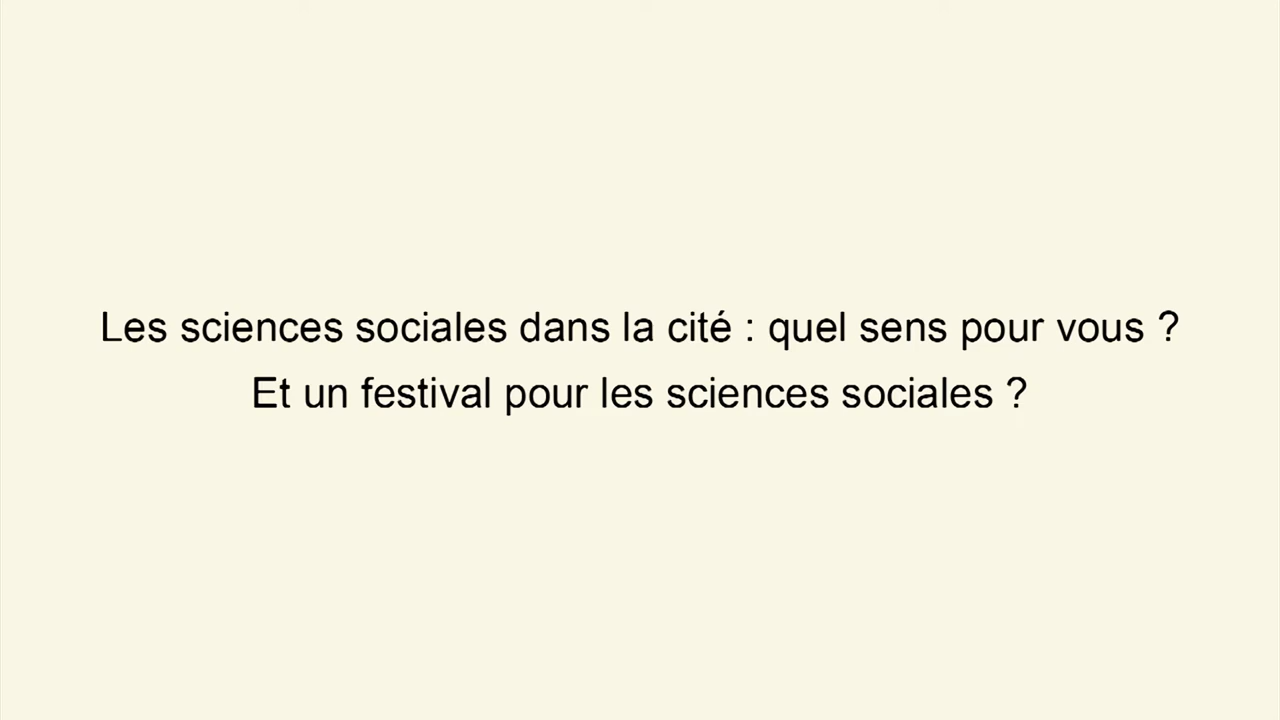 Les sciences sociales dans la cité : quel sens pour vous ?
Et un festival pour les sciences sociales ?